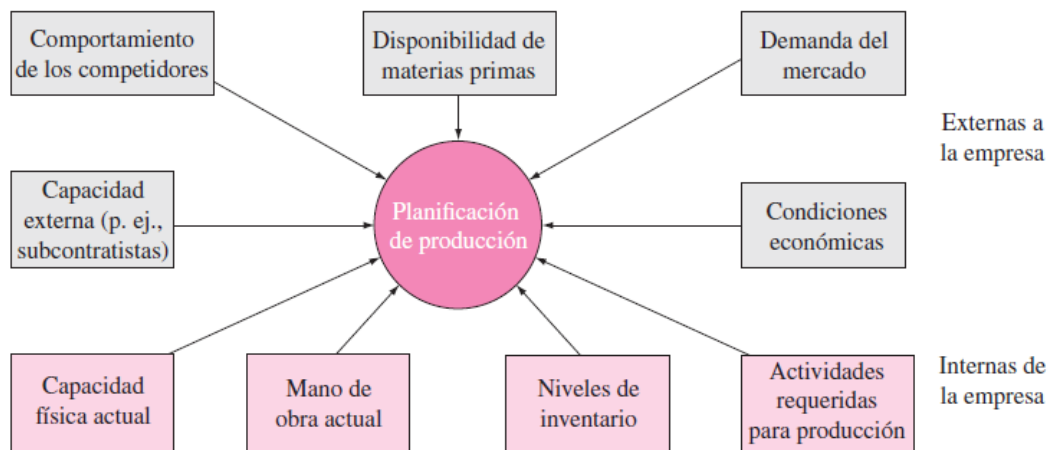 Comportamiento
de los competidores
Disponibilidad de
materias primas
Demanda del
mercado
Externas a
la empresa
Capacidad
externa (p. ej.,
subcontratistas)
Planificación
de producción
Condiciones
económicas
Capacidad
física actual
Mano de
obra actual
Niveles de
inventario
Actividades
requeridas
para producción
Internas de
la empresa